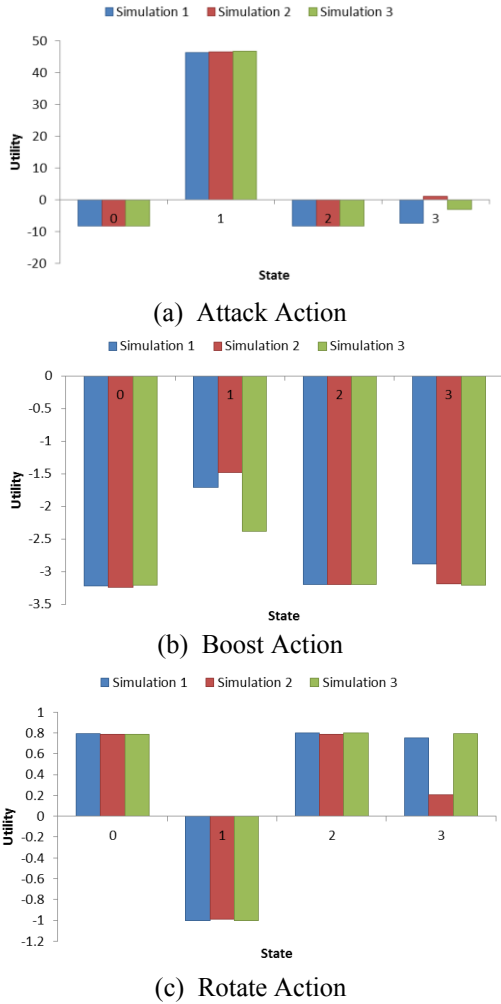 Simulation 1 Simulation 2 Simulation 3
50
40
30
20
10
0
-10
-20
Utility
0 1 2 3
State
(a) Attack Action
Simulation 1 Simulation 2 Simulation 3
0
-0.5
-1
-1.5
-2
-2.5
-3
-3.5
Utility
0 1 2 3
State
(b) Boost Action
Simulation 1 Simulation 2 Simulation 3
1
0.8
0.6
0.4
0.2
0
-0.2
-0.4
-0.6
-0.8
-1
-1.2
Utility
0 1 2 3
State
(c) Rotate Action